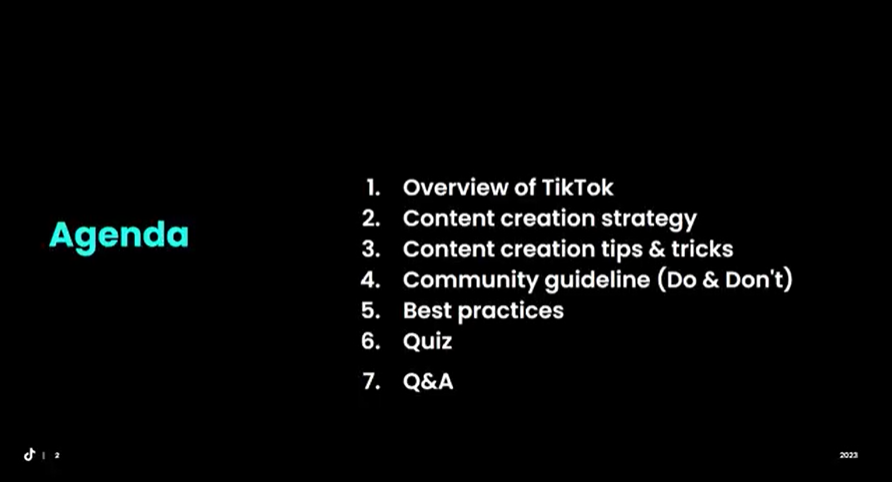 Agenda
1. Overview of TikTok
2. Content creation strategy
3. Content creation tips & tricks
4. Community guideline (Do & Don't)
5. Best practices
6. Quiz
7. Q&A
| 2
2023